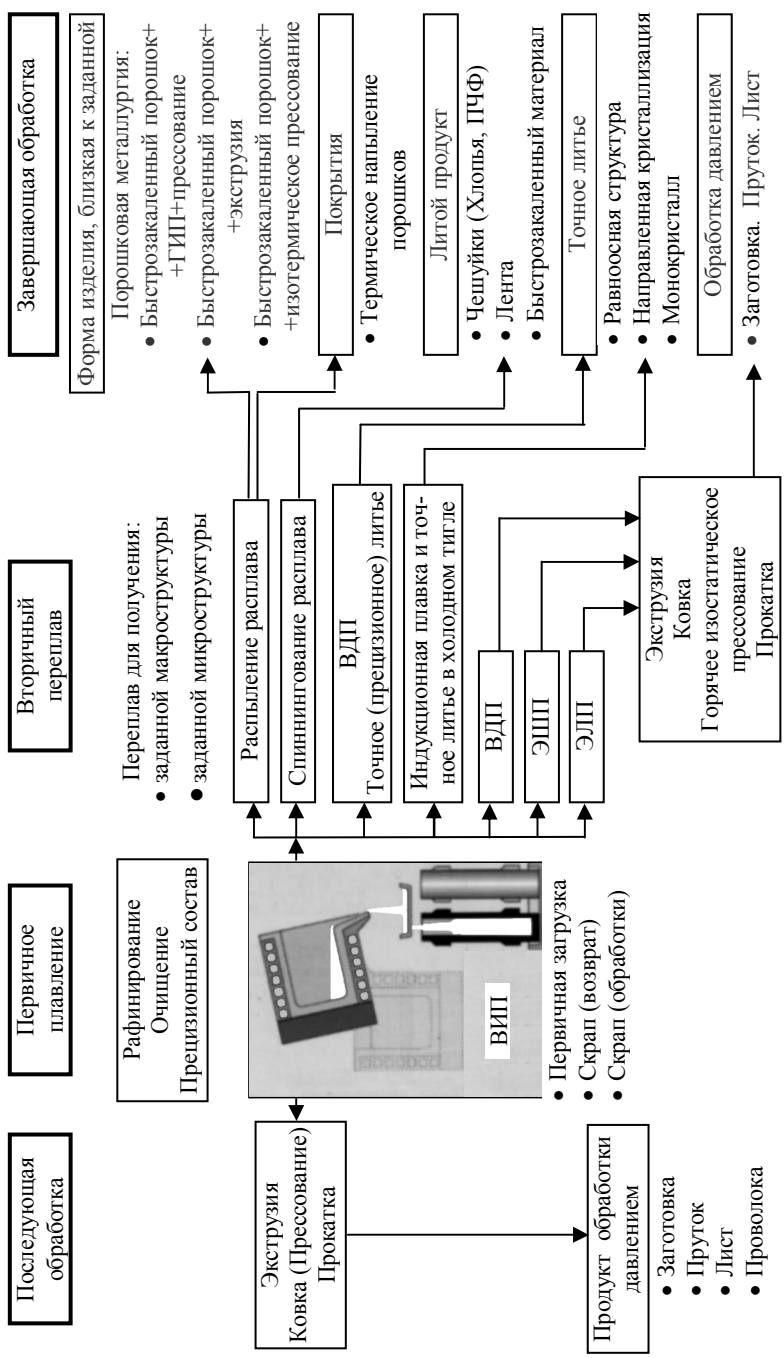 Последующая
обработка
Экструзия
Ковка (Прессование)
Прокатка
Продукт обработки
давлением
• Заготовка
• Пруток
• Лист
• Проволока
Первичное
плавление
Рафинирование
Очищение
Прецизионный состав
ВИП
• Первичная загрузка
• Скрап (возврат)
• Скрап (обработки)
Вторичный
переплав
Переплав для получения:
• заданной макроструктуры
• заданной микроструктуры
Распыление расплава
Спиннингование расплава
ВДП
Точное (прецизионное) литье
Индукционная плавка и точ-
ное литье в холодном тигле
ВДП
ЭШП
ЭЛП
Экструзия
Ковка
Горячее изостатическое
прессование
Прокатка
Завершающая обработка
Форма изделия, близкая к заданной
Порошковая металлургия:
• Быстрозакаленный порошок+
+ГИП+прессование
• Быстрозакаленный порошок+
+экструзия
• Быстрозакаленный порошок+
+изотермическое прессование
Покрытия
• Термическое напыление
порошков
Литой продукт
• Чешуйки (Хлопья, ПЧФ)
• Лента
• Быстрозакаленный материал
Точное литье
• Равноосная структура
• Направленная кристаллизация
• Монокристалл
Обработка давлением
• Заготовка. Пруток. Лист